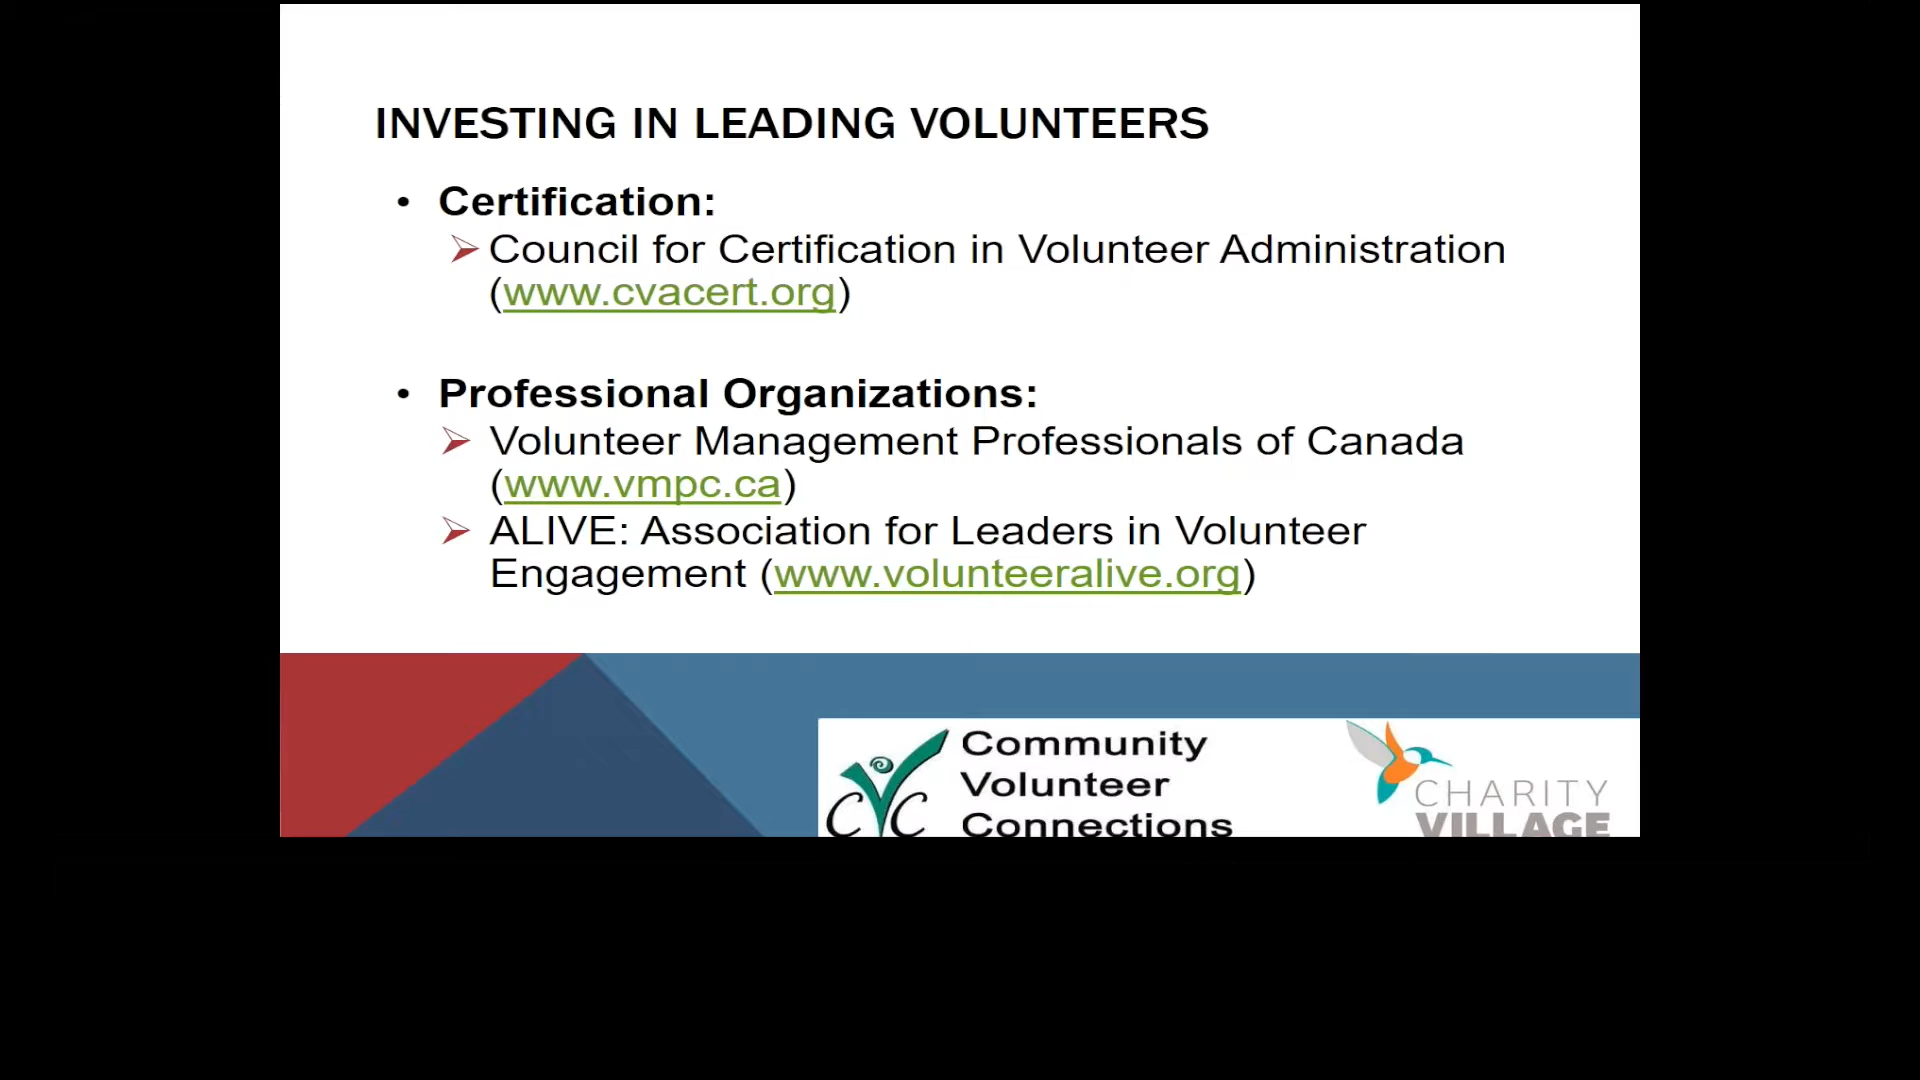 INVESTING IN LEADING VOLUNTEERS
• Certification:
➢ Council for Certification in Volunteer Administration
(www.cvacert.org)
• Professional Organizations:
➢ Volunteer Management Professionals of Canada
(www.vmpc.ca)
➢ ALIVE: Association for Leaders in Volunteer
Engagement (www.volunteeralive.org)
CVC
Community
Volunteer
Connections
CHARITY
VILLAGE